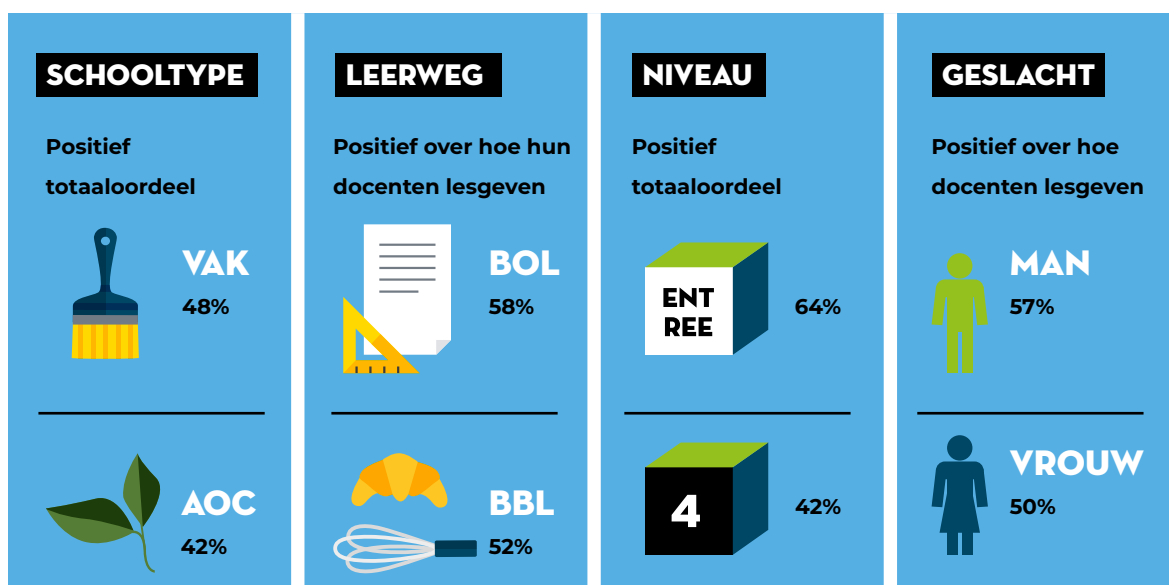 SCHOOLTYPE
Positief
totaaloordeel
VAK
48%
AOC
42%
LEERWEG
Positief over hoe hun
docenten lesgeven
BOL
58%
BBL
52%
NIVEAU
Positief
totaaloordeel
ENT
REE
64%
4
42%
GESLACHT
Positief over hoe
docenten lesgeven
MAN
57%
VROUW
50%